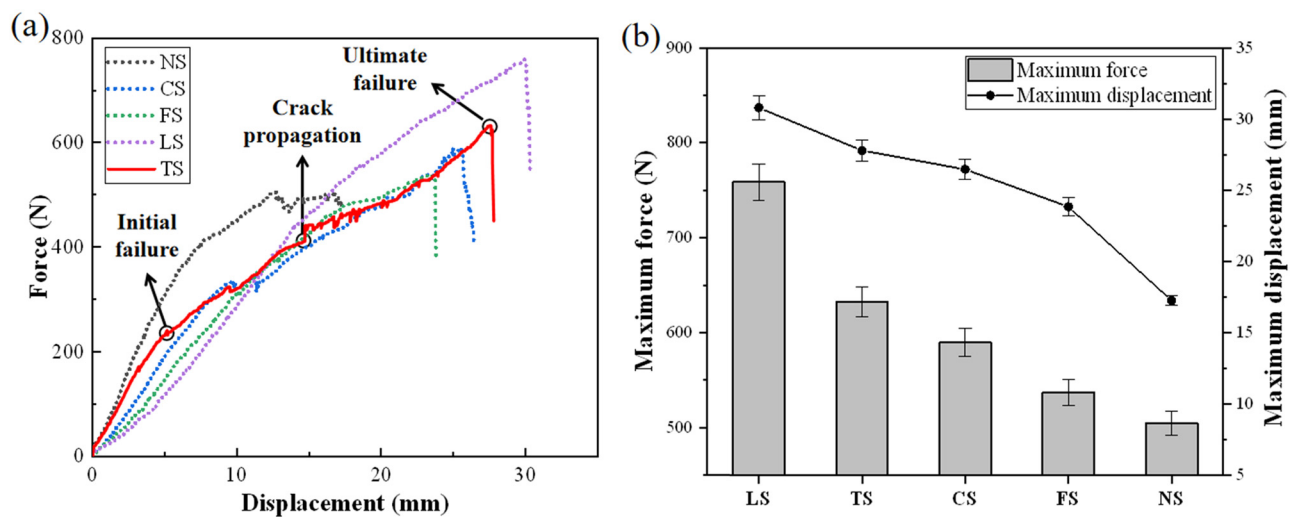 (a)
800
600
400
200
0
Force (N)
NS
CS
FS
LS
TS
Initial
failure
Crack
propagation
Ultimate
failure
0
10
20
30
Displacement (mm)
(b)
900
800
700
600
500
Maximum force (N)
Maximum force
Maximum displacement
35
30
25
20
15
10
5
Maximum displacement (mm)
LS
TS
CS
FS
NS